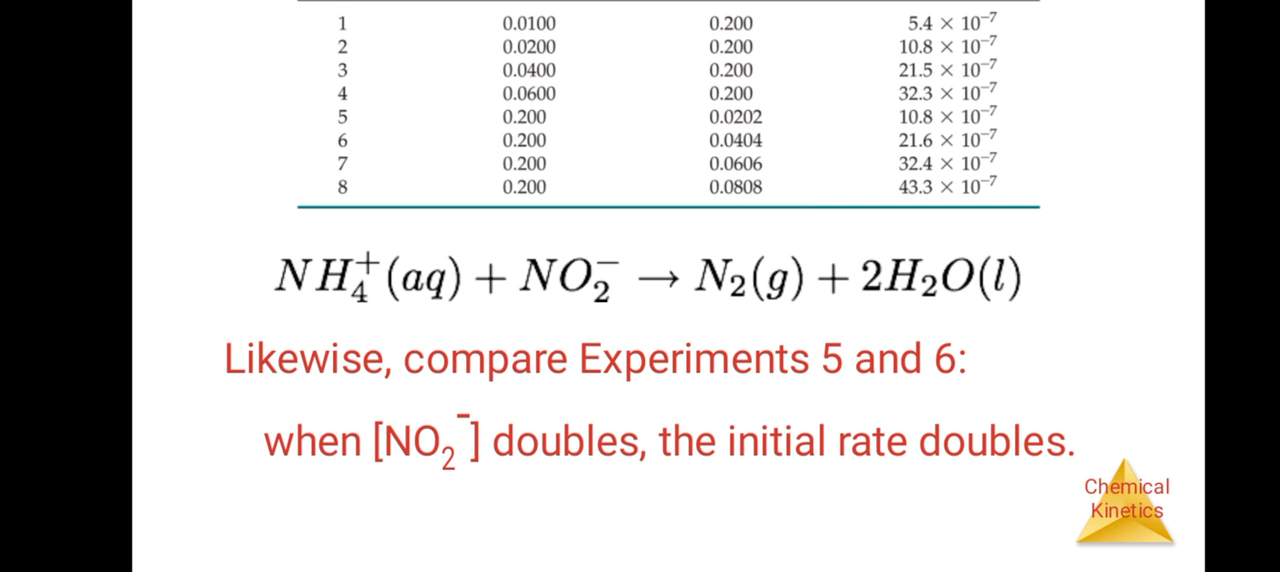 1 0.0100 0.200 5.4 × 10⁻⁷
2 0.0200 0.200 10.8 × 10⁻⁷
3 0.0400 0.200 21.5 × 10⁻⁷
4 0.0600 0.200 32.3 × 10⁻⁷
5 0.200 0.0202 10.8 × 10⁻⁷
6 0.200 0.0404 21.6 × 10⁻⁷
7 0.200 0.0606 32.4 × 10⁻⁷
8 0.200 0.0808 43.3 × 10⁻⁷
NH₄⁺(aq) + NO₂⁻ → N₂(g) + 2H₂O(l)
Likewise, compare Experiments 5 and 6:
when [NO₂⁻] doubles, the initial rate doubles.
Chemical
Kinetics